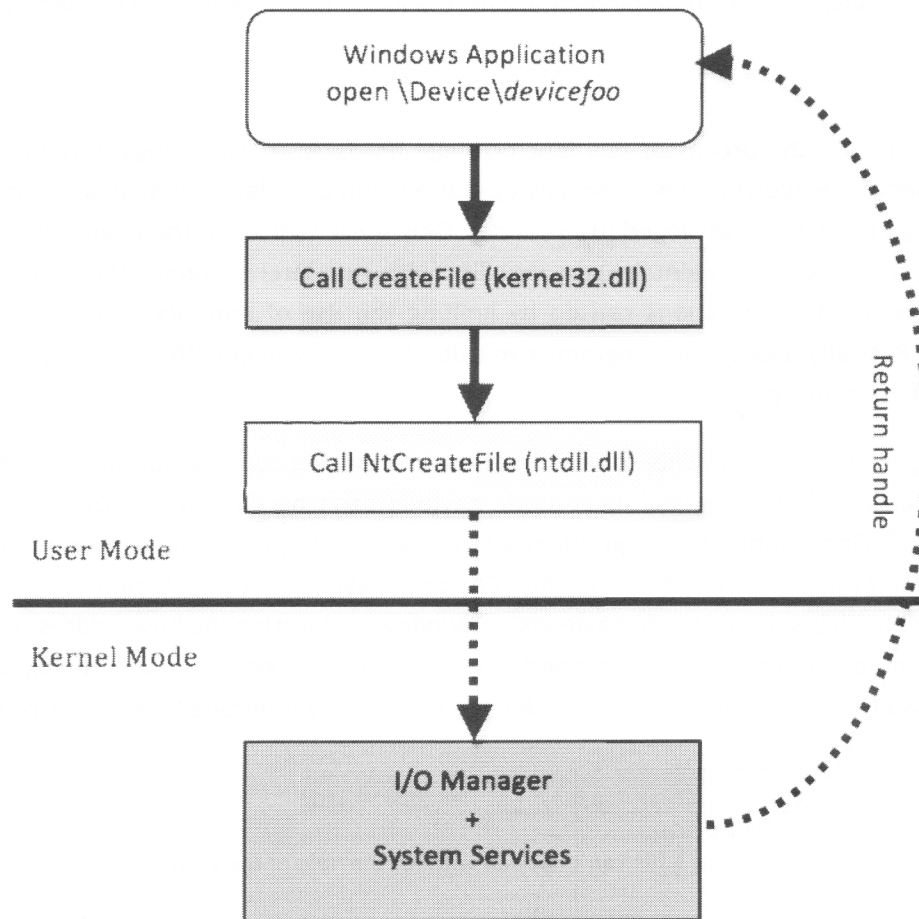 Windows Application
open \Device\devicefoo
Call CreateFile (kernel32.dll)
Call NtCreateFile (ntdll.dll)
Return handle
User Mode
Kernel Mode
I/O Manager
+
System Services